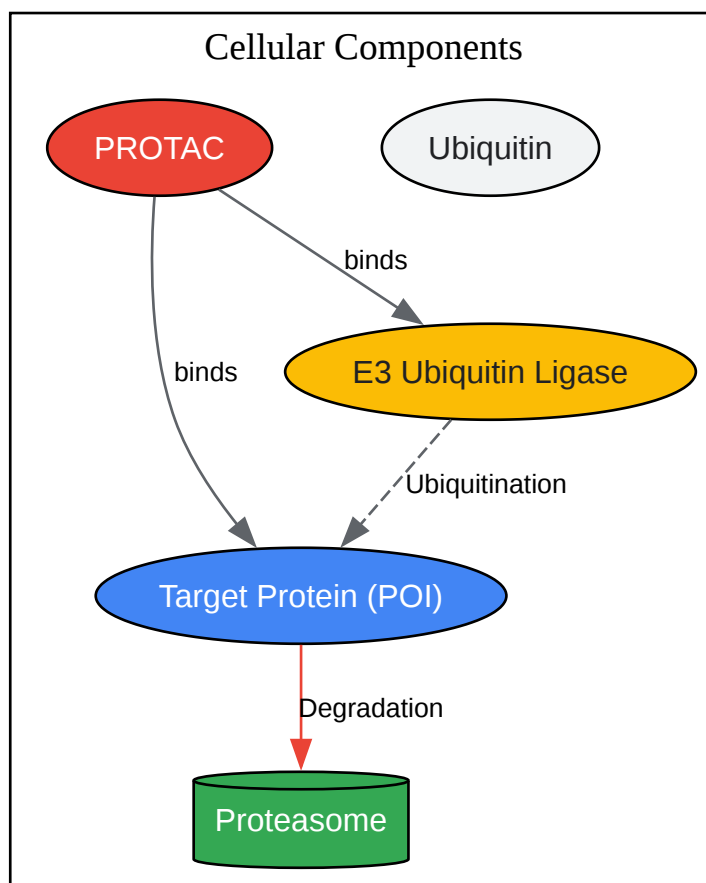 Cellular Components
PROTAC
Ubiquitin
binds
E3 Ubiquitin Ligase
binds
Ubiquitination
Target Protein (POI)
Degradation
Proteasome